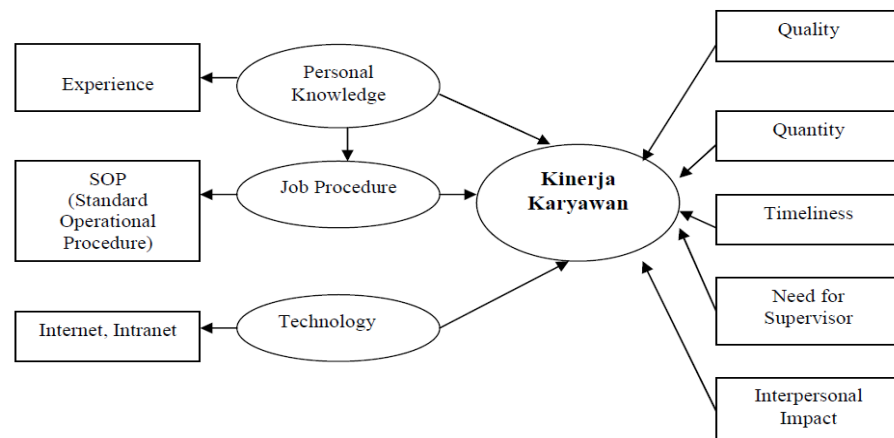 Experience
Personal
Knowledge
SOP
(Standard
Operational
Procedure)
Job Procedure
Internet, Intranet
Technology
Kinerja
Karyawan
Quality
Quantity
Timeliness
Need for
Supervisor
Interpersonal
Impact